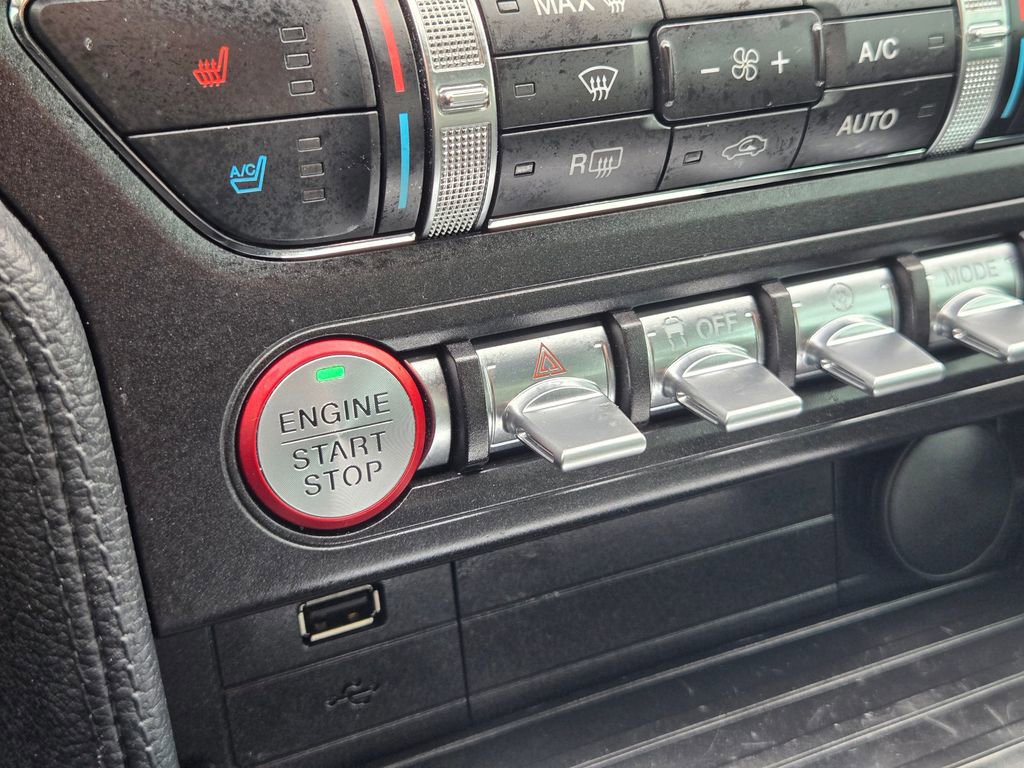 MAX
A/C
A/C
- +
R
AUTO
ENGINE
START
STOP
OFF
MODE